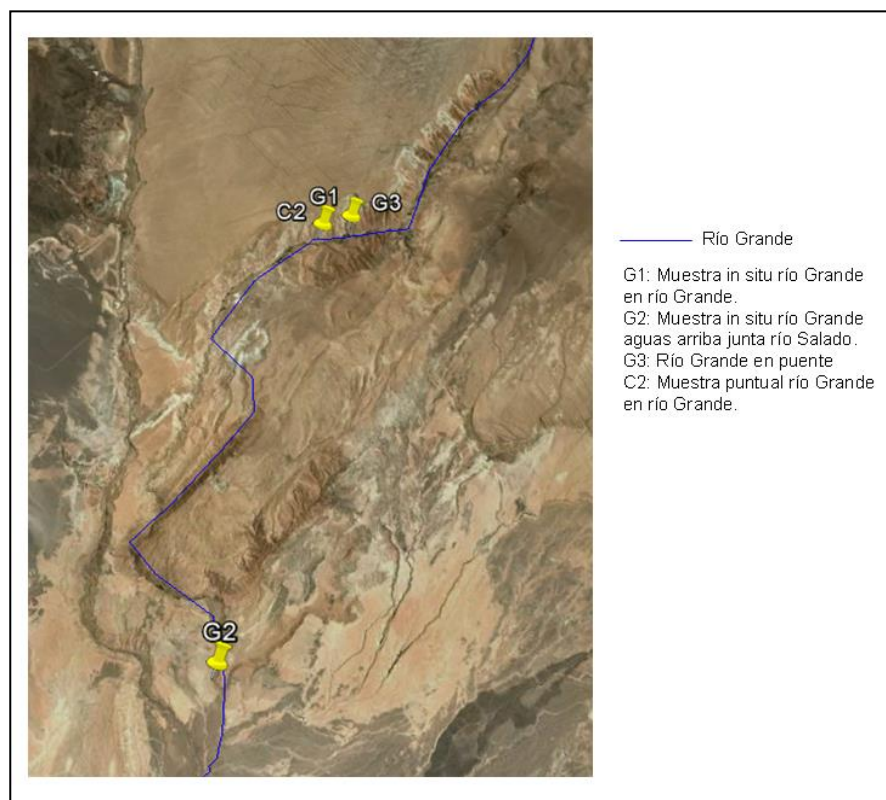 G1
C2
G3
G2
Río Grande
G1: Muestra in situ río Grande
en río Grande.
G2: Muestra in situ río Grande
aguas arriba junta río Salado.
G3: Río Grande en puente
C2: Muestra puntual río Grande
en río Grande.